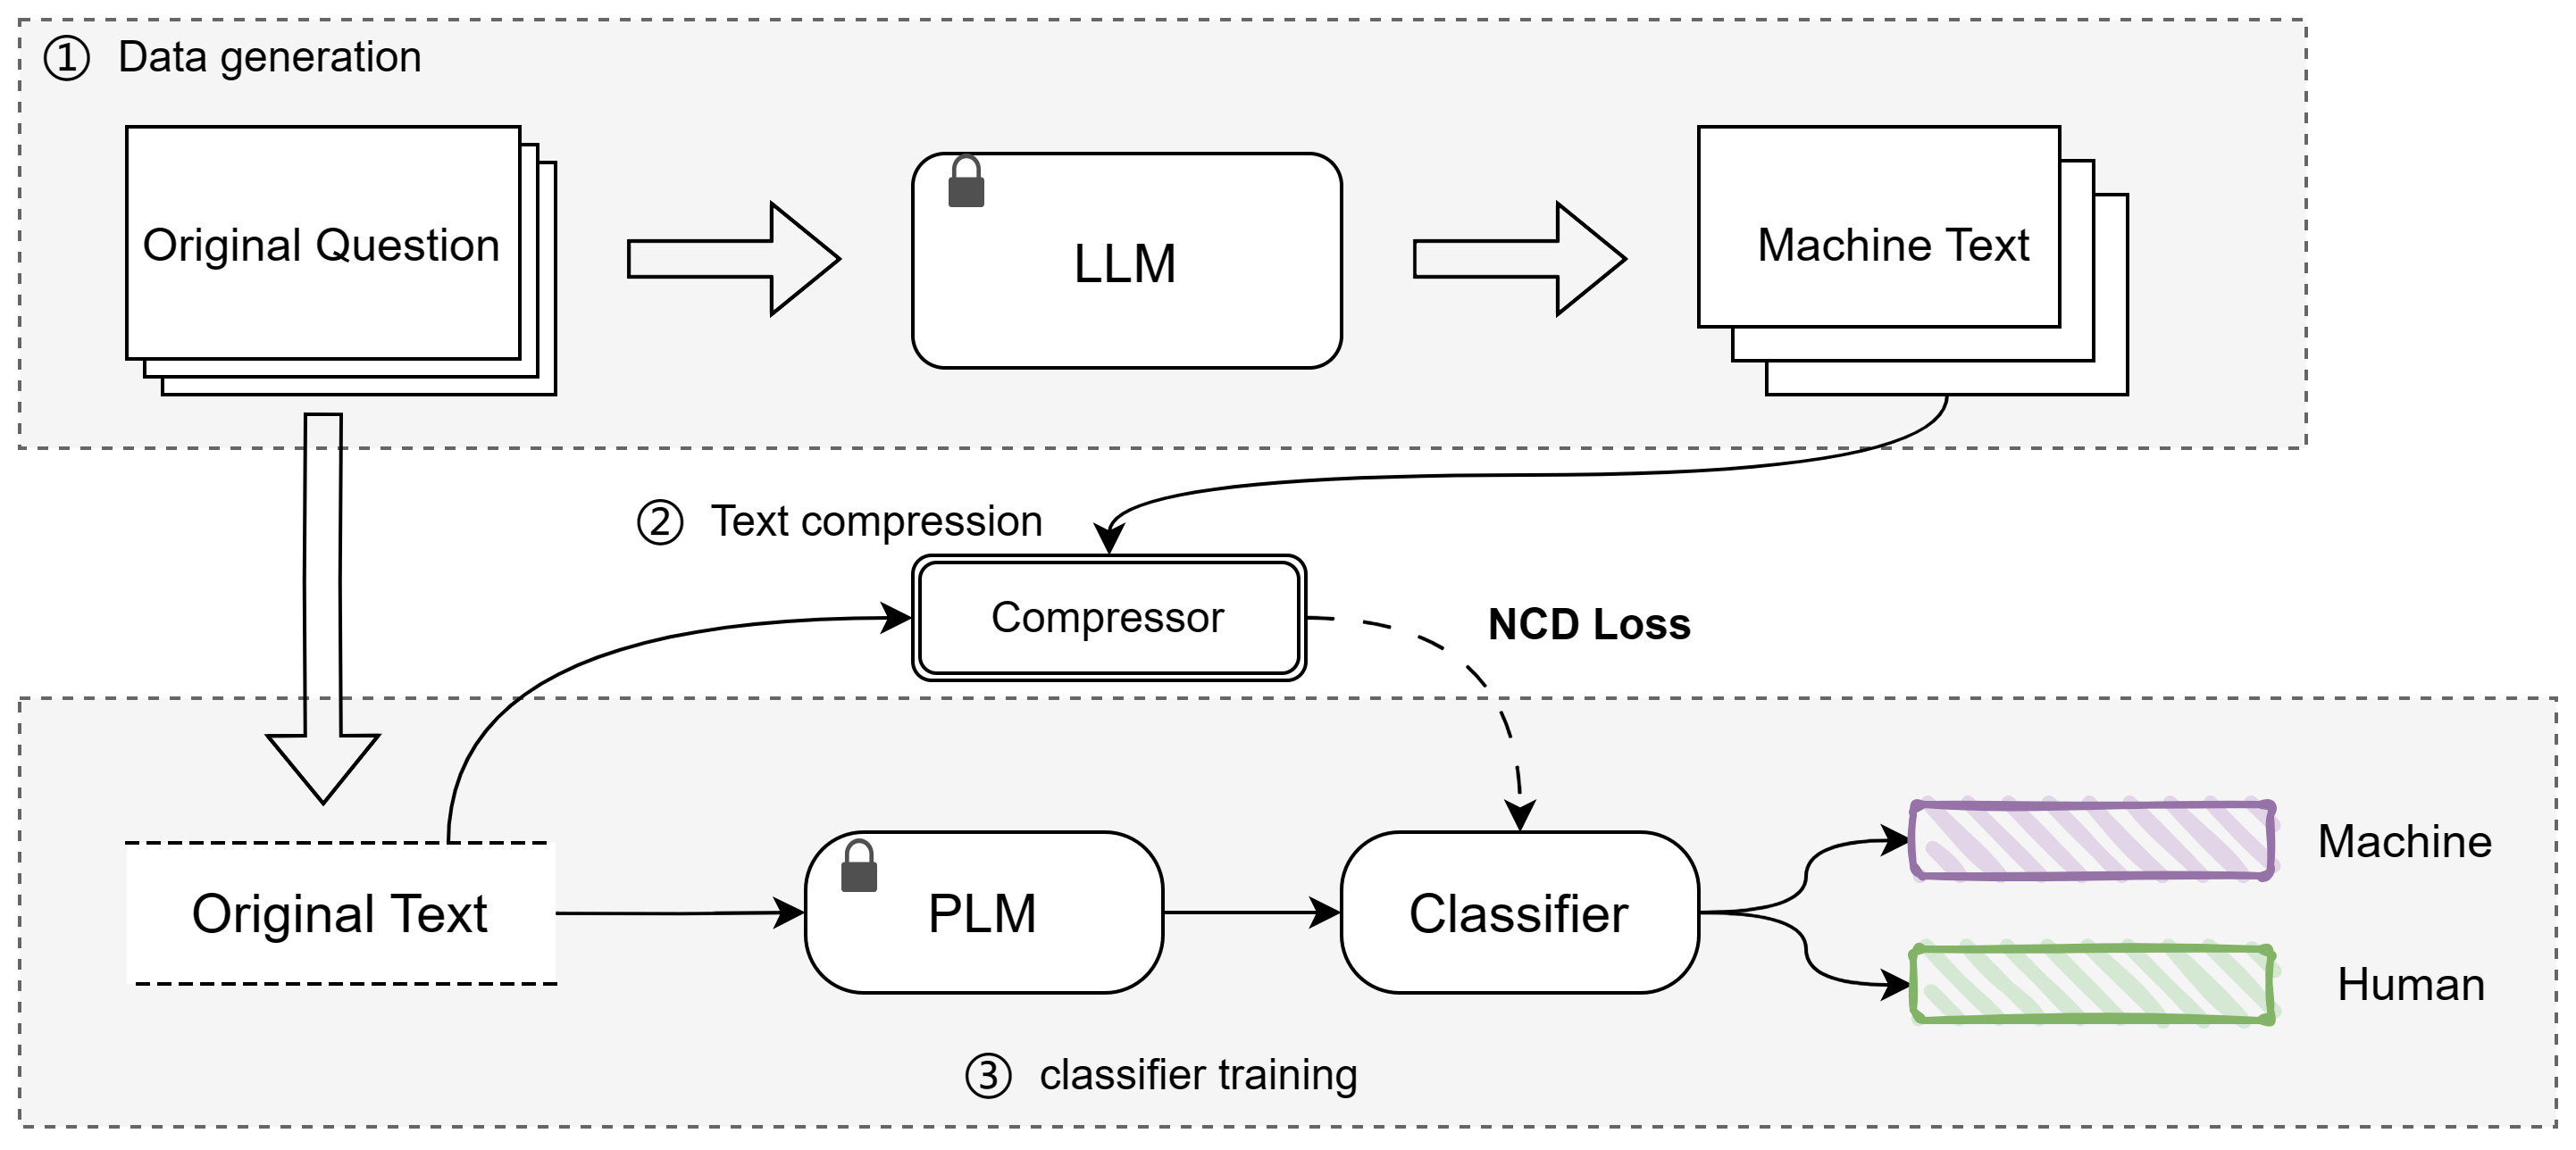 ① Data generation
Original Question
LLM
Machine Text
② Text compression
Compressor
NCD Loss
Original Text
PLM
Classifier
Machine
Human
③ classifier training